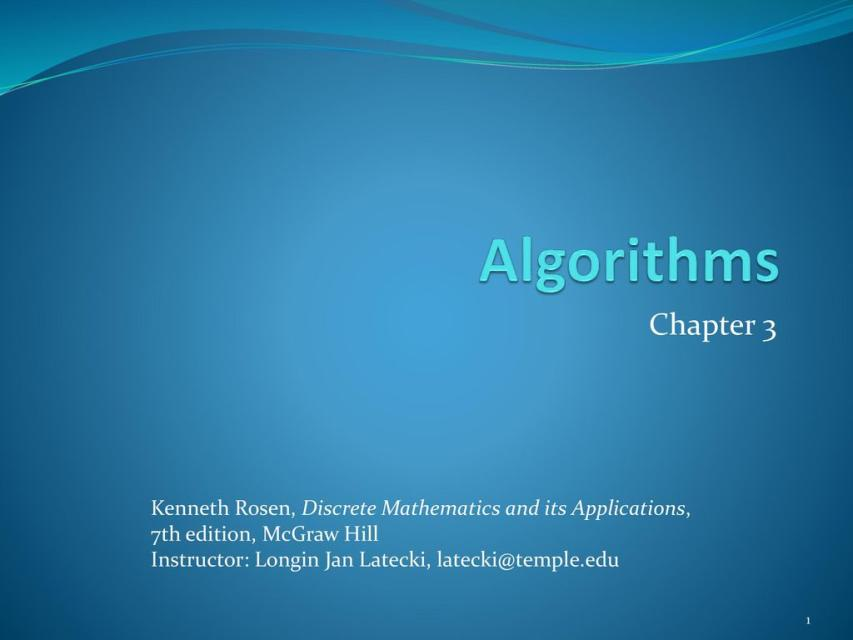 Algorithms
Chapter 3
Kenneth Rosen, Discrete Mathematics and its Applications,
7th edition, McGraw Hill
Instructor: Longin Jan Latecki, latecki@temple.edu
1